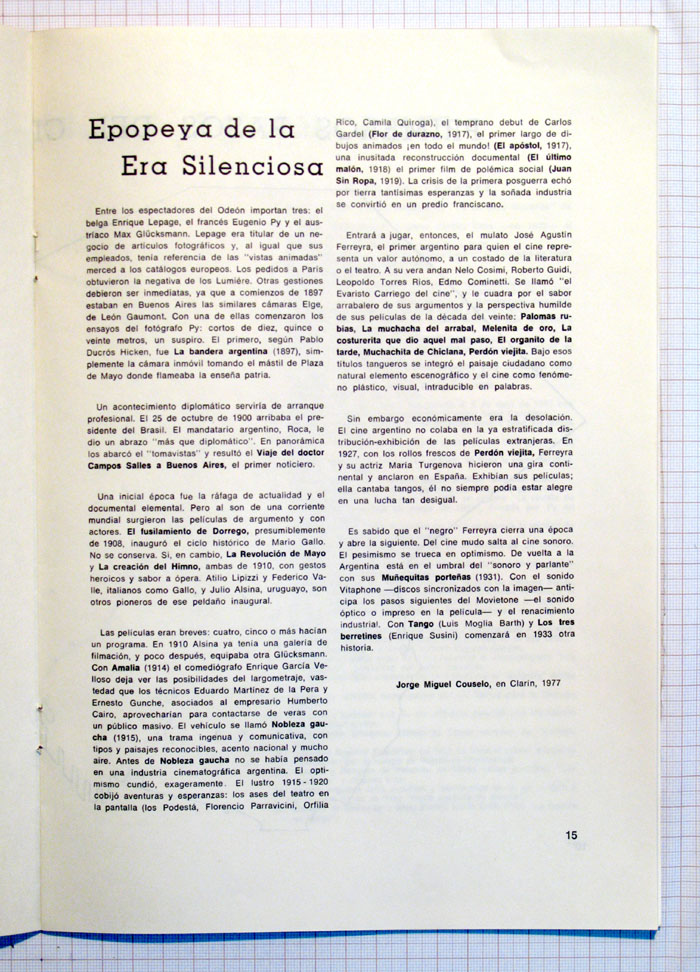 Epopeya de la
Era Silenciosa
Entre los espectadores del Odeón importan tres: el
belga Enrique Lepage, el francés Eugenio Py y el aus-
tríaco Max Glücksmann. Lepage era titular de un ne-
gocio de artículos fotográficos y, al igual que sus
empleados, tenía referencia de las "vistas animadas"
merced a los catálogos europeos. Los pedidos a París
obtuvieron la negativa de los Lumière. Otras gestiones
debieron ser inmediatas, ya que a comienzos de 1897
estaban en Buenos Aires las similares cámaras Elge,
de León Gaumont. Con una de ellas comenzaron los
ensayos del fotógrafo Py: cortos de diez, quince o
veinte metros, un suspiro. El primero, según Pablo
Ducrós Hicken, fue La bandera argentina (1897), sim-
plemente la cámara inmóvil tomando el mástil de Plaza
de Mayo donde flameaba la enseña patria.
Un acontecimiento diplomático serviría de arranque
profesional. El 25 de octubre de 1900 arribaba el pre-
sidente del Brasil. El mandatario argentino, Roca, le
dio un abrazo "más que diplomático". En panorámica
los abarcó el "tomavistas" y resultó el Viaje del doctor
Campos Salles a Buenos Aires, el primer noticiero.
Una inicial época fue la ráfaga de actualidad y el
documental elemental. Pero al son de una corriente
mundial surgieron las películas de argumento y con
actores. El fusilamiento de Dorrego, presumiblemente
de 1908, inauguró el ciclo histórico de Mario Gallo.
No se conserva. Sí, en cambio, La Revolución de Mayo
y La creación del Himno, ambas de 1910, con gestos
heroicos y sabor a ópera. Atilio Lipizzi y Federico Va-
lle, italianos como Gallo, y Julio Alsina, uruguayo, son
otros pioneros de ese peldaño inaugural.
Las películas eran breves: cuatro, cinco o más hacían
un programa. En 1910 Alsina ya tenía una galería de
filmación, y poco después, equipaba otra Glücksmann.
Con Amalia (1914) el comediógrafo Enrique García Ve-
lloso deja ver las posibilidades del largometraje, vas-
tedad que los técnicos Eduardo Martínez de la Pera y
Ernesto Gunche, asociados al empresario Humberto
Cairo, aprovecharían para contactarse de veras con
un público masivo. El vehículo se llamó Nobleza gau-
cha (1915), una trama ingenua y comunicativa, con
tipos y paisajes reconocibles, acento nacional y mucho
aire. Antes de Nobleza gaucha no se había pensado
en una industria cinematográfica argentina. El opti-
mismo cundió, exageramente. El lustro 1915 - 1920
cobijó aventuras y esperanzas: los ases del teatro en
la pantalla (los Podestá, Florencio Parravicini, Orfilia
Rico, Camila Quiroga), el temprano debut de Carlos
Gardel (Flor de durazno, 1917), el primer largo de di-
bujos animados ¡en todo el mundo! (El apóstol, 1917),
una inusitada reconstrucción documental (El último
malón, 1918) el primer film de polémica social (Juan
Sin Ropa, 1919). La crisis de la primera posguerra echó
por tierra tantísimas esperanzas y la soñada industria
se convirtió en un predio franciscano.
Entrará a jugar, entonces, el mulato José Agustín
Ferreyra, el primer argentino para quien el cine repre-
senta un valor autónomo, a un costado de la literatura
o el teatro. A su vera andan Nelo Cosimi, Roberto Guidi,
Leopoldo Torres Ríos, Edmo Cominetti. Se llamó "el
Evaristo Carriego del cine", y le cuadra por el sabor
arrabalero de sus argumentos y la perspectiva humilde
de sus películas de la década del veinte: Palomas ru-
bias, La muchacha del arrabal, Melenita de oro, La
costurerita que dio aquel mal paso, El organito de la
tarde, Muchachita de Chiclana, Perdón viejita. Bajo esos
títulos tangueros se integró el paisaje ciudadano como
natural elemento escenográfico y el cine como fenóme-
no plástico, visual, intraducible en palabras.
Sin embargo económicamente era la desolación.
El cine argentino no colaba en la ya estratificada dis-
tribución-exhibición de las películas extranjeras. En
1927, con los rollos frescos de Perdón viejita, Ferreyra
y su actriz María Turgenova hicieron una gira conti-
nental y anclaron en España. Exhibían sus películas;
ella cantaba tangos, él no siempre podía estar alegre
en una lucha tan desigual.
Es sabido que el "negro" Ferreyra cierra una época
y abre la siguiente. Del cine mudo salta al cine sonoro.
El pesimismo se trueca en optimismo. De vuelta a la
Argentina está en el umbral del "sonoro y parlante"
con sus Muñequitas porteñas (1931). Con el sonido
Vitaphone —discos sincronizados con la imagen— anti-
cipa los pasos siguientes del Movietone —el sonido
óptico o impreso en la película— y el renacimiento
industrial. Con Tango (Luis Moglia Barth) y Los tres
berretines (Enrique Susini) comenzará en 1933 otra
historia.
Jorge Miguel Couselo, en Clarín, 1977
15